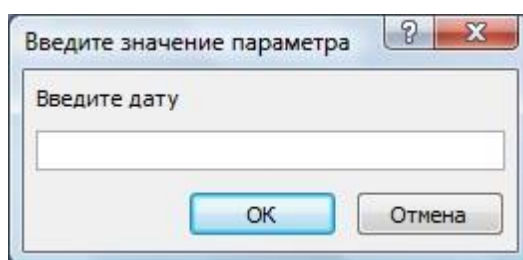 Введите значение параметра
Введите дату
ОК
Отмена